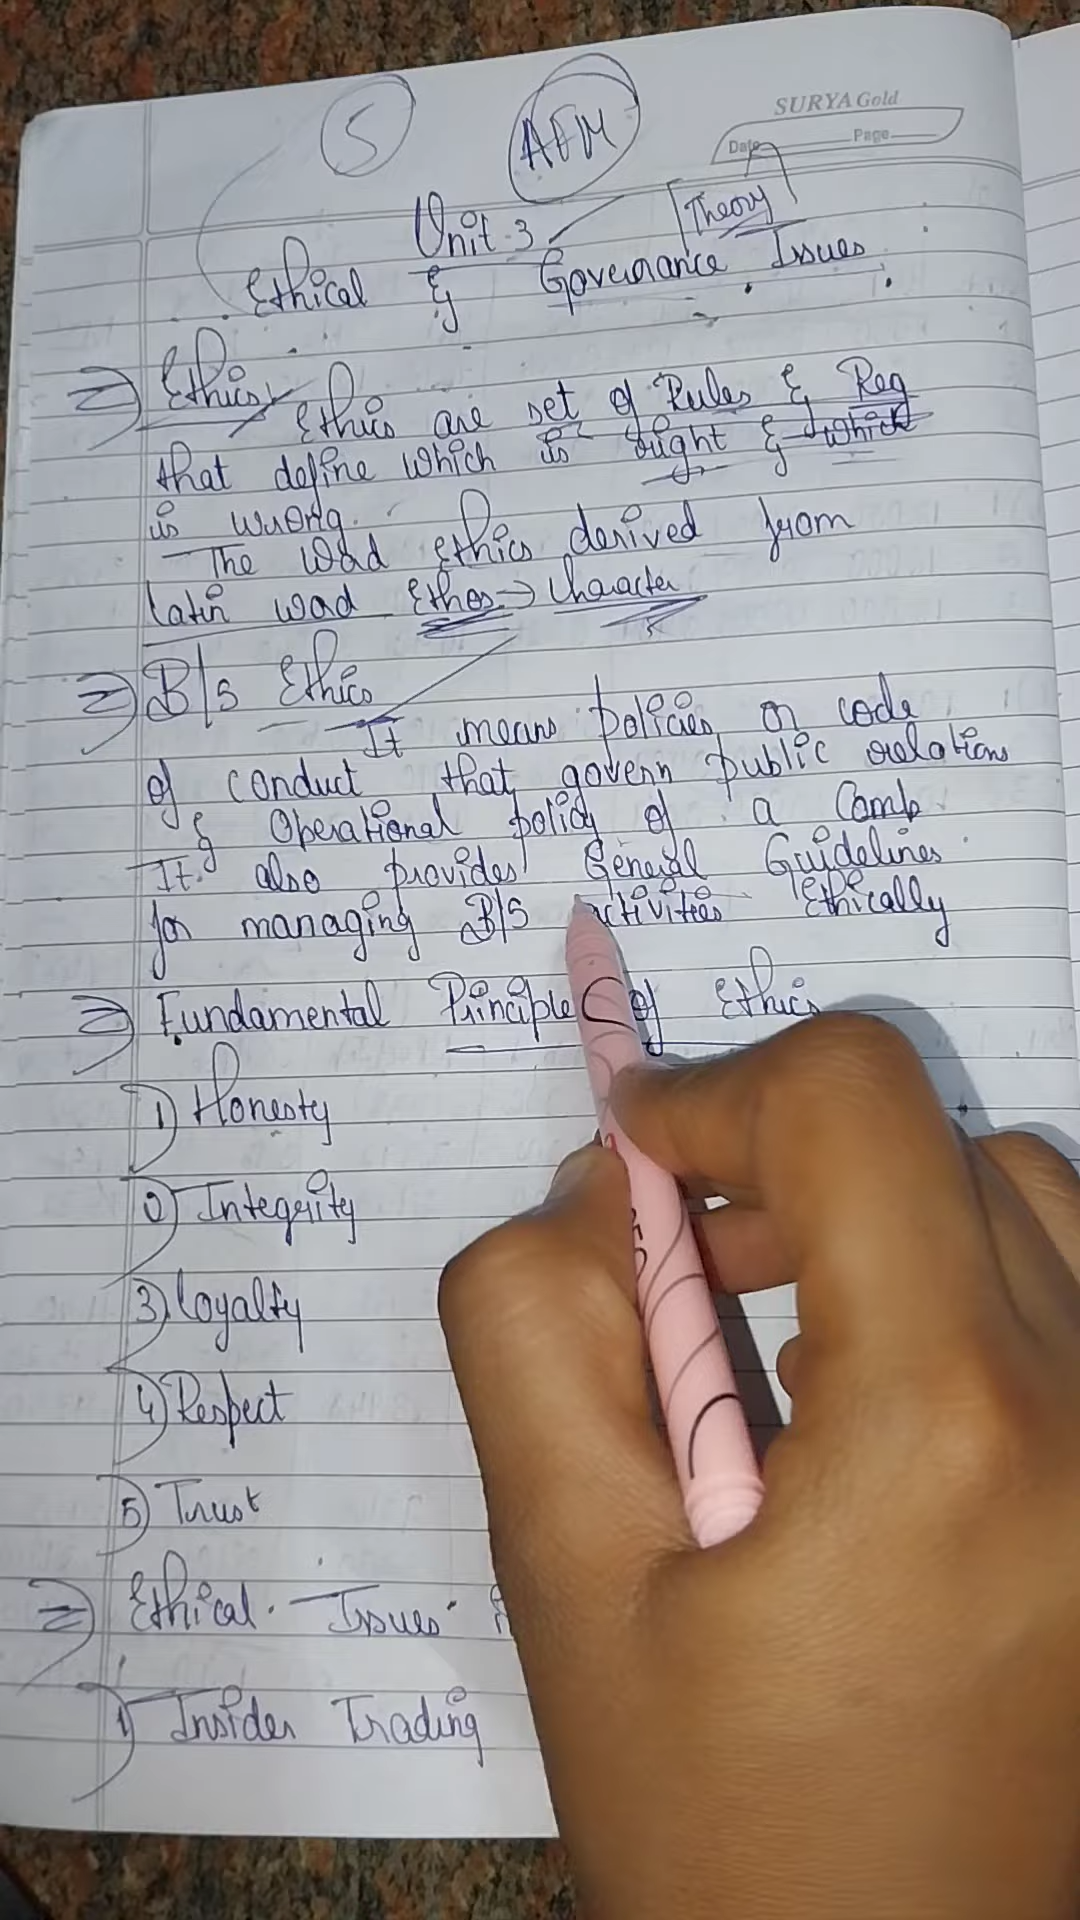 S
AFM
SURYA Gold
Date Page
Theory
Unit-3
Ethical & Governance Issues
Ethics
Ethics are set of Rules & Reg
that define which is right & which
is wrong.
The word Ethics derived from
latin word Ethos → Character
B/s Ethics
It means policies or code
of conduct that govern public relations
& Operational policy of a Comp.
It also provides General Guidelines
for managing B/S activities Ethically
Fundamental Principle of Ethics
1) Honesty
2) Integrity
3) loyalty
4) Respect
5) Trust
Ethical Issues
1) Insider Trading